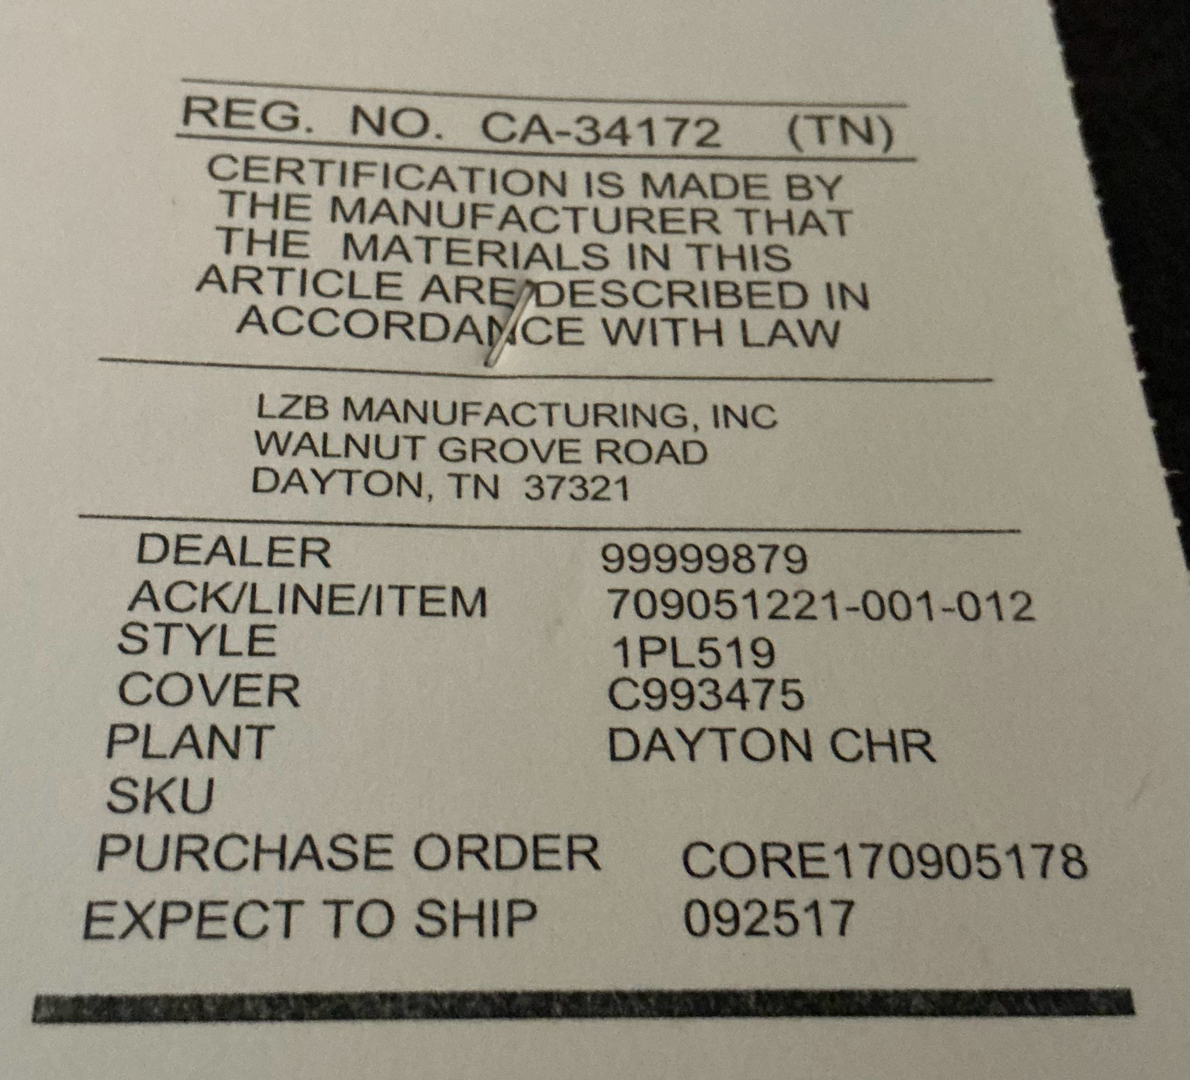 REG. NO. CA-34172 (TN)
CERTIFICATION IS MADE BY
THE MANUFACTURER THAT
THE MATERIALS IN THIS
ARTICLE ARE DESCRIBED IN
ACCORDANCE WITH LAW
LZB MANUFACTURING, INC
WALNUT GROVE ROAD
DAYTON, TN 37321
DEALER 99999879
ACK/LINE/ITEM 709051221-001-012
STYLE 1PL519
COVER C993475
PLANT DAYTON CHR
SKU
PURCHASE ORDER CORE170905178
EXPECT TO SHIP 092517